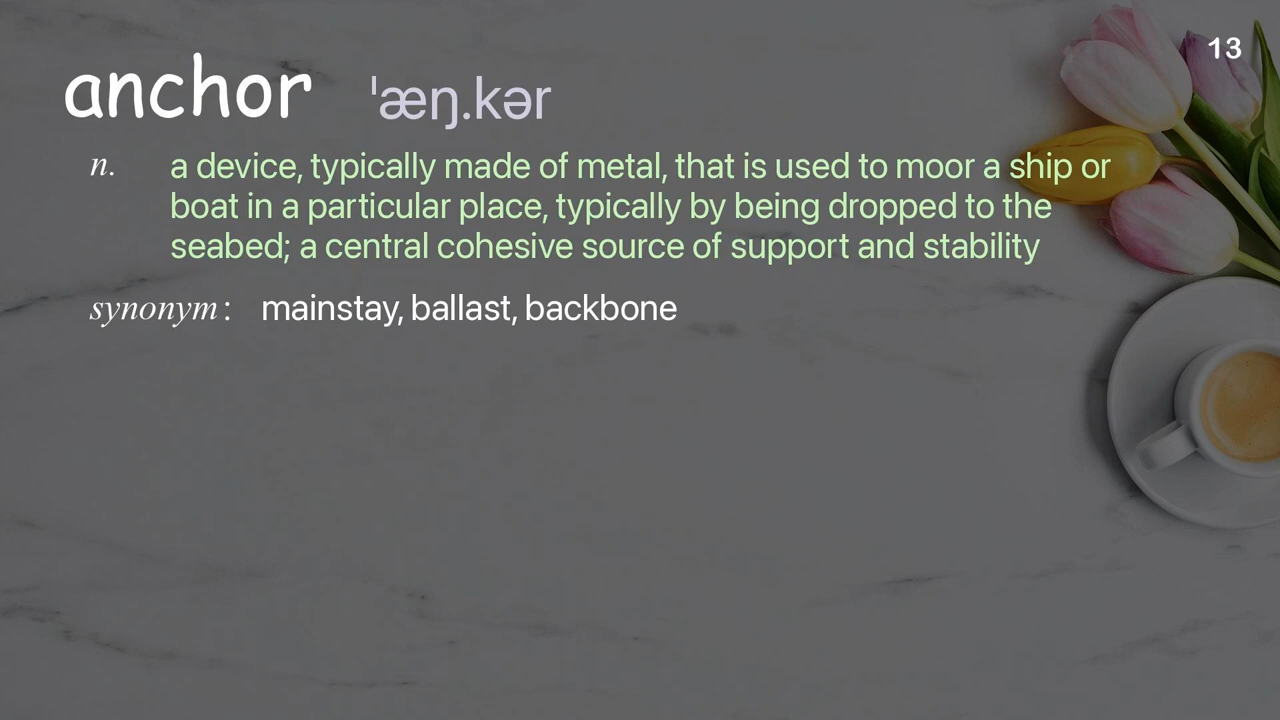 13
anchor ˈæŋ.kər
n. a device, typically made of metal, that is used to moor a ship or
boat in a particular place, typically by being dropped to the
seabed; a central cohesive source of support and stability
synonym: mainstay, ballast, backbone